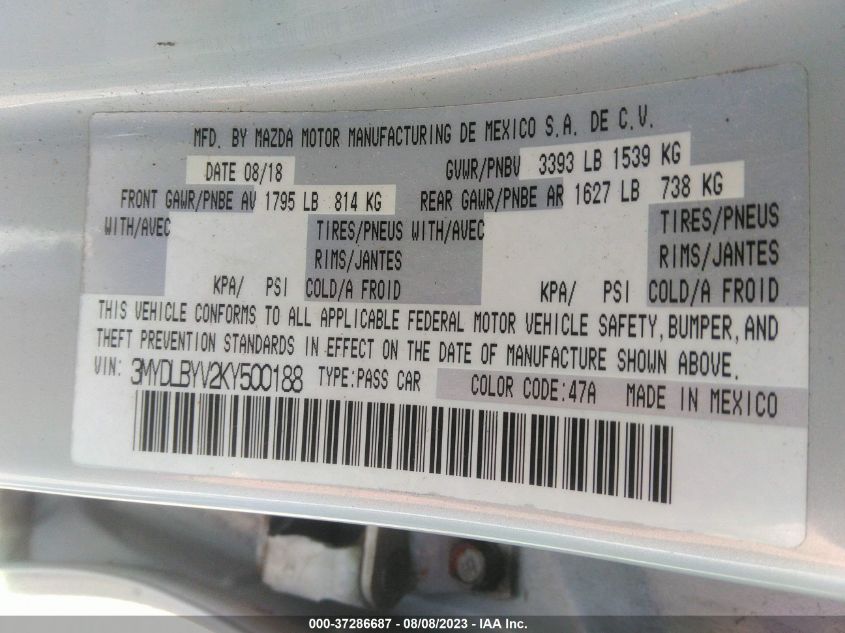 MFD. BY MAZDA MOTOR MANUFACTURING DE MEXICO S.A. DE C.V.
DATE 08/18 GVWR/PNBV 3393 LB 1539 KG
FRONT GAWR/PNBE AV 1795 LB 814 KG REAR GAWR/PNBE AR 1627 LB 738 KG
WITH/AVEC TIRES/PNEUS WITH/AVEC TIRES/PNEUS
RIMS/JANTES RIMS/JANTES
KPA/ PSI COLD/A FROID KPA/ PSI COLD/A FROID
THIS VEHICLE CONFORMS TO ALL APPLICABLE FEDERAL MOTOR VEHICLE SAFETY, BUMPER, AND
THEFT PREVENTION STANDARDS IN EFFECT ON THE DATE OF MANUFACTURE SHOWN ABOVE.
VIN: 3MYDLBYV2KY500188 TYPE:PASS CAR COLOR CODE:47A MADE IN MEXICO
000-37286687 - 08/08/2023 - IAA Inc.